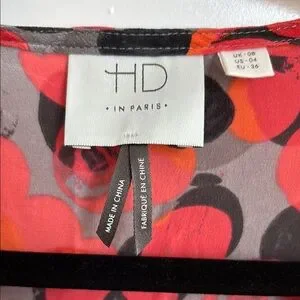 HD
• IN PARIS •
UK - 08
US - 04
EU - 36
MADE IN CHINA
FABRIQUÉ EN CHINE